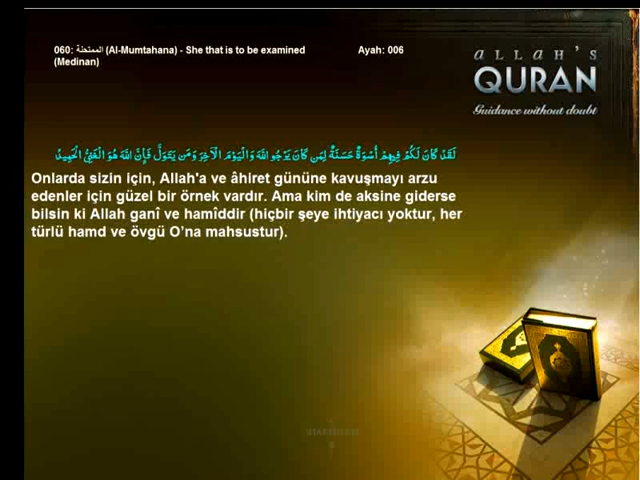 060: الممتحنة (Al-Mumtahana) - She that is to be examined
(Medinan)
Ayah: 006
ALLAH'S
QURAN
Guidance without doubt
لَقَدْ كَانَ لَكُمْ فِيهِمْ أُسْوَةٌ حَسَنَةٌ لِمَن كَانَ يَرْجُو اللَّهَ وَالْيَوْمَ الْآخِرَ وَمَن يَتَوَلَّ فَإِنَّ اللَّهَ هُوَ الْغَنِيُّ الْحَمِيدُ
Onlarda sizin için, Allah'a ve âhiret gününe kavuşmayı arzu
edenler için güzel bir örnek vardır. Ama kim de aksine giderse
bilsin ki Allah ganî ve hamîddir (hiçbir şeye ihtiyacı yoktur, her
türlü hamd ve övgü O’na mahsustur).